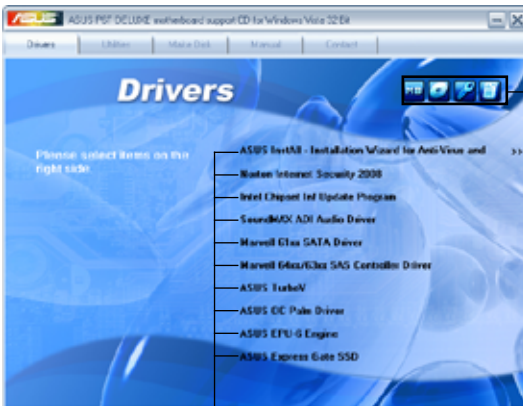 ASUS ASUS P6T DELUXE motherboard support CD for Windows Vista 32 Bit
Drivers Utilities Make Disk Manual Contact
Drivers
Please select items on the
right side.
ASUS InstAll - Installation Wizard for Anti-Virus and >>
Norton Internet Security 2008
Intel Chipset Inf Update Program
SoundMAX ADI Audio Driver
Marvell 61xx SATA Driver
Marvell 64xx/63xx SAS Controller Driver
ASUS TurboV
ASUS OC Palm Driver
ASUS EPU-6 Engine
ASUS Express Gate SSD